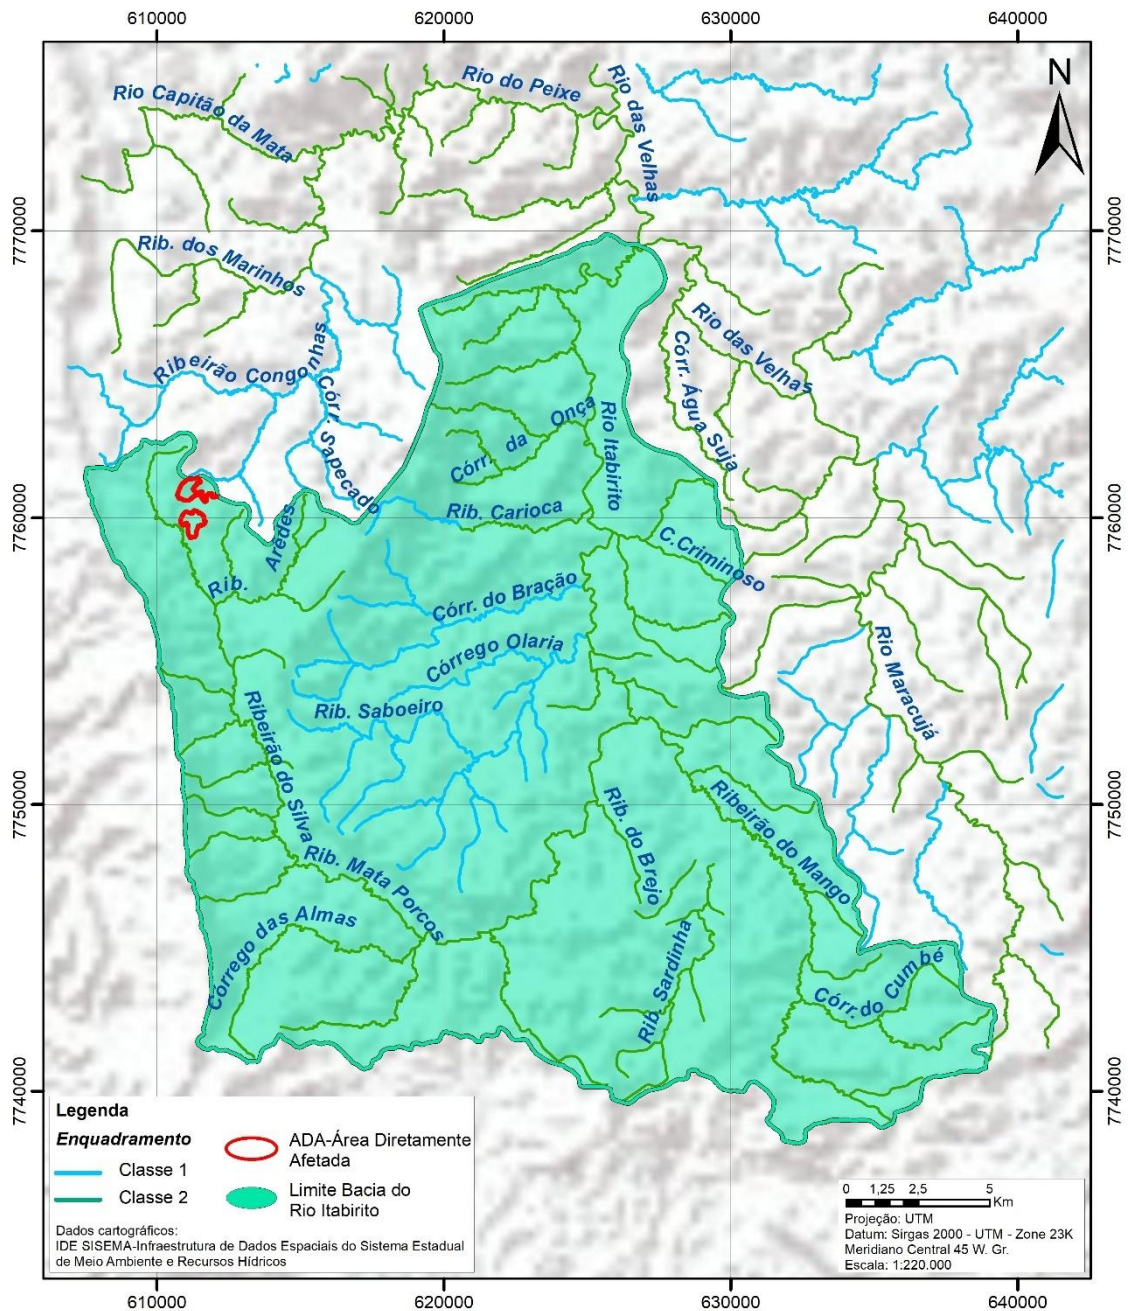 610000
620000
630000
640000
N
Rio Capitão da Mata
Rio do Peixe
Rio das Velhas
7770000
7770000
Rib. dos Marinhos
Ribeirão Congonhas
Córr. Sapecado
Rio das Velhas
Córr. Água Suja
Córr. da Onça
Rio Itabirito
7760000
7760000
Rib. Carioca
C.Criminoso
Rib. Aredes
Córr. do Bração
Córrego Olaria
Rib. Saboeiro
Rio Maracujá
Ribeirão do Silva
7750000
7750000
Rib. do Brejo
Ribeirão do Mango
Rib. Mata Porcos
Córrego das Almas
Rib. Sardinha
Córr. do Cumbé
7740000
7740000
Legenda
Enquadramento
Classe 1
Classe 2
ADA-Área Diretamente
Afetada
Limite Bacia do
Rio Itabirito
Dados cartográficos:
IDE SISEMA-Infraestrutura de Dados Espaciais do Sistema Estadual
de Meio Ambiente e Recursos Hídricos
0 1,25 2,5 5
Km
Projeção: UTM
Datum: Sirgas 2000 - UTM - Zone 23K
Meridiano Central 45 W. Gr.
Escala: 1:220.000
610000
620000
630000
640000